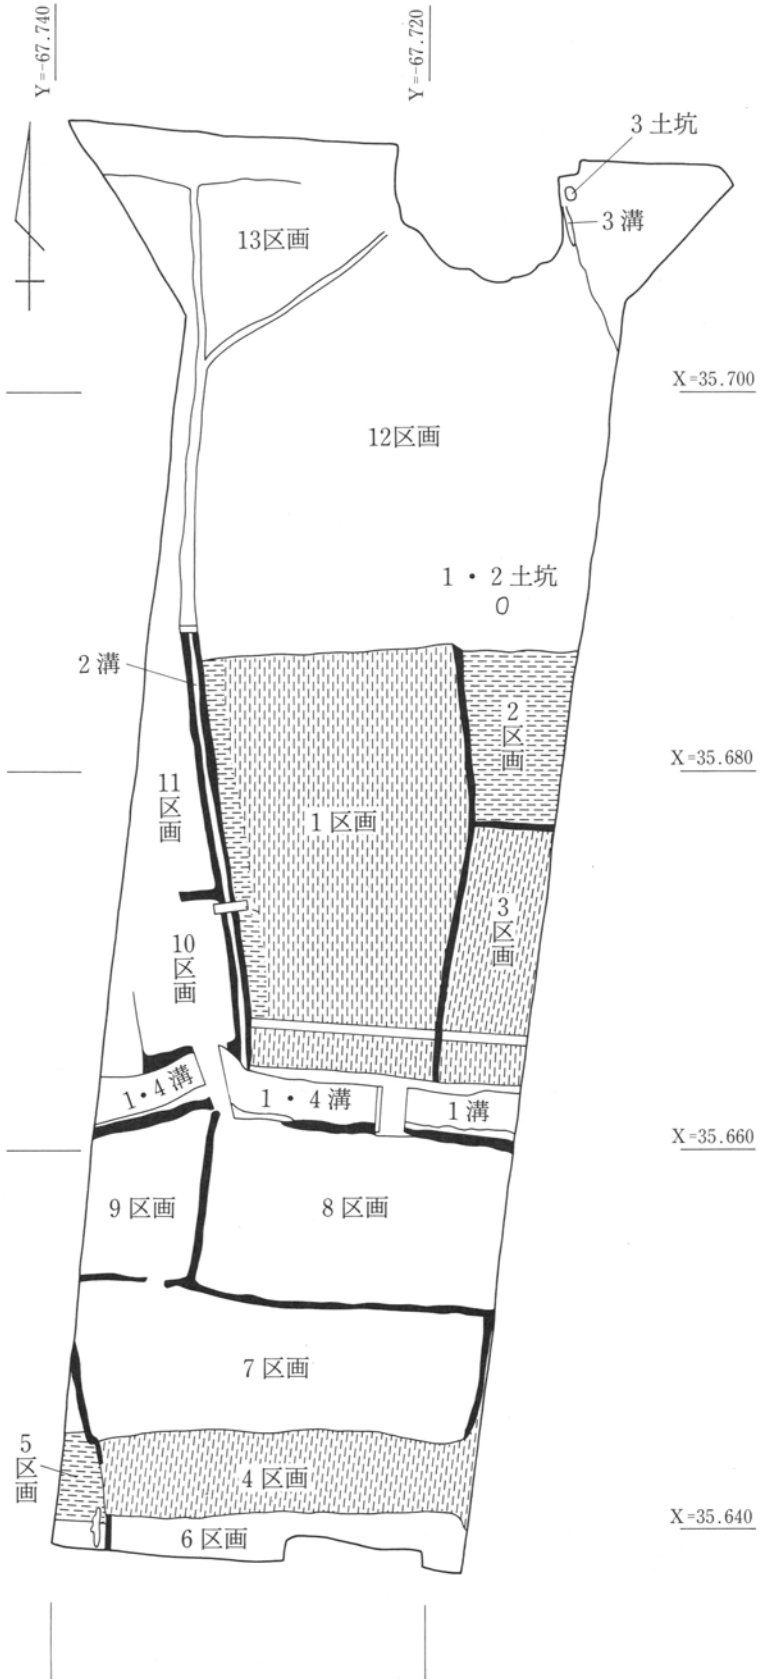 Y=-67.740
Y=-67.720
3 土坑
3 溝
13区画
X=35.700
12区画
1・2土坑
2溝
2区画
X=35.680
11区画
1区画
3区画
10区画
1・4溝
1・4溝
1溝
X=35.660
9区画
8区画
7区画
5区画
4区画
X=35.640
6区画